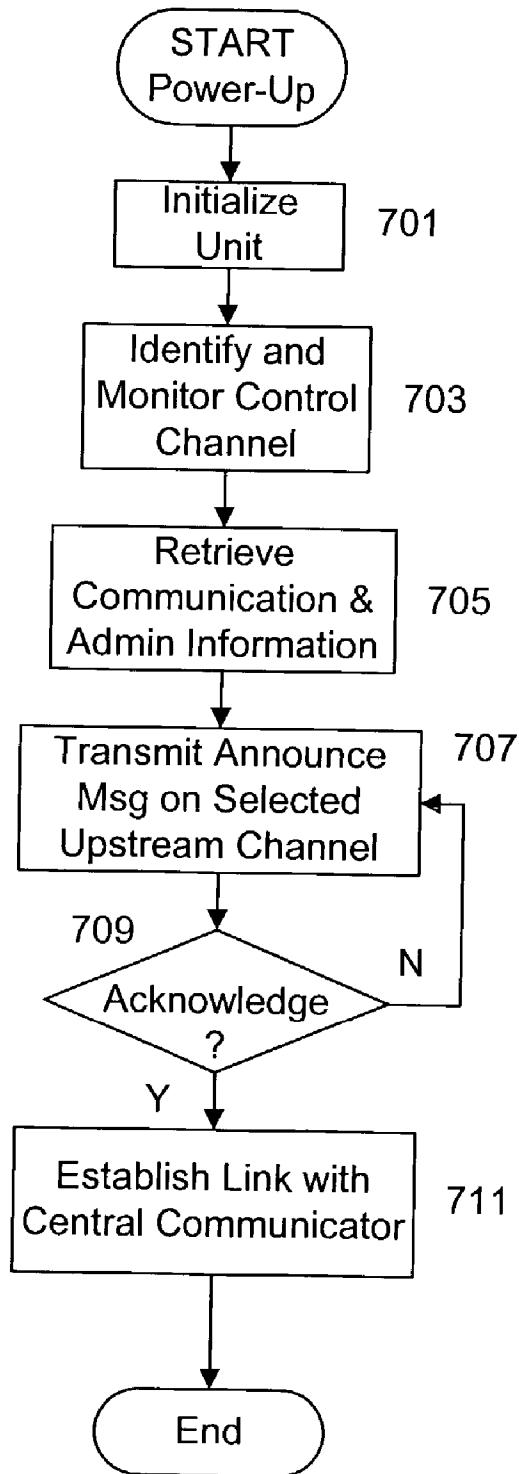 START
Power-Up
Initialize
Unit
701
Identify and
Monitor Control
Channel
703
Retrieve
Communication &
Admin Information
705
Transmit Announce
Msg on Selected
Upstream Channel
707
709
Acknowledge
?
N
Y
Establish Link with
Central Communicator
711
End